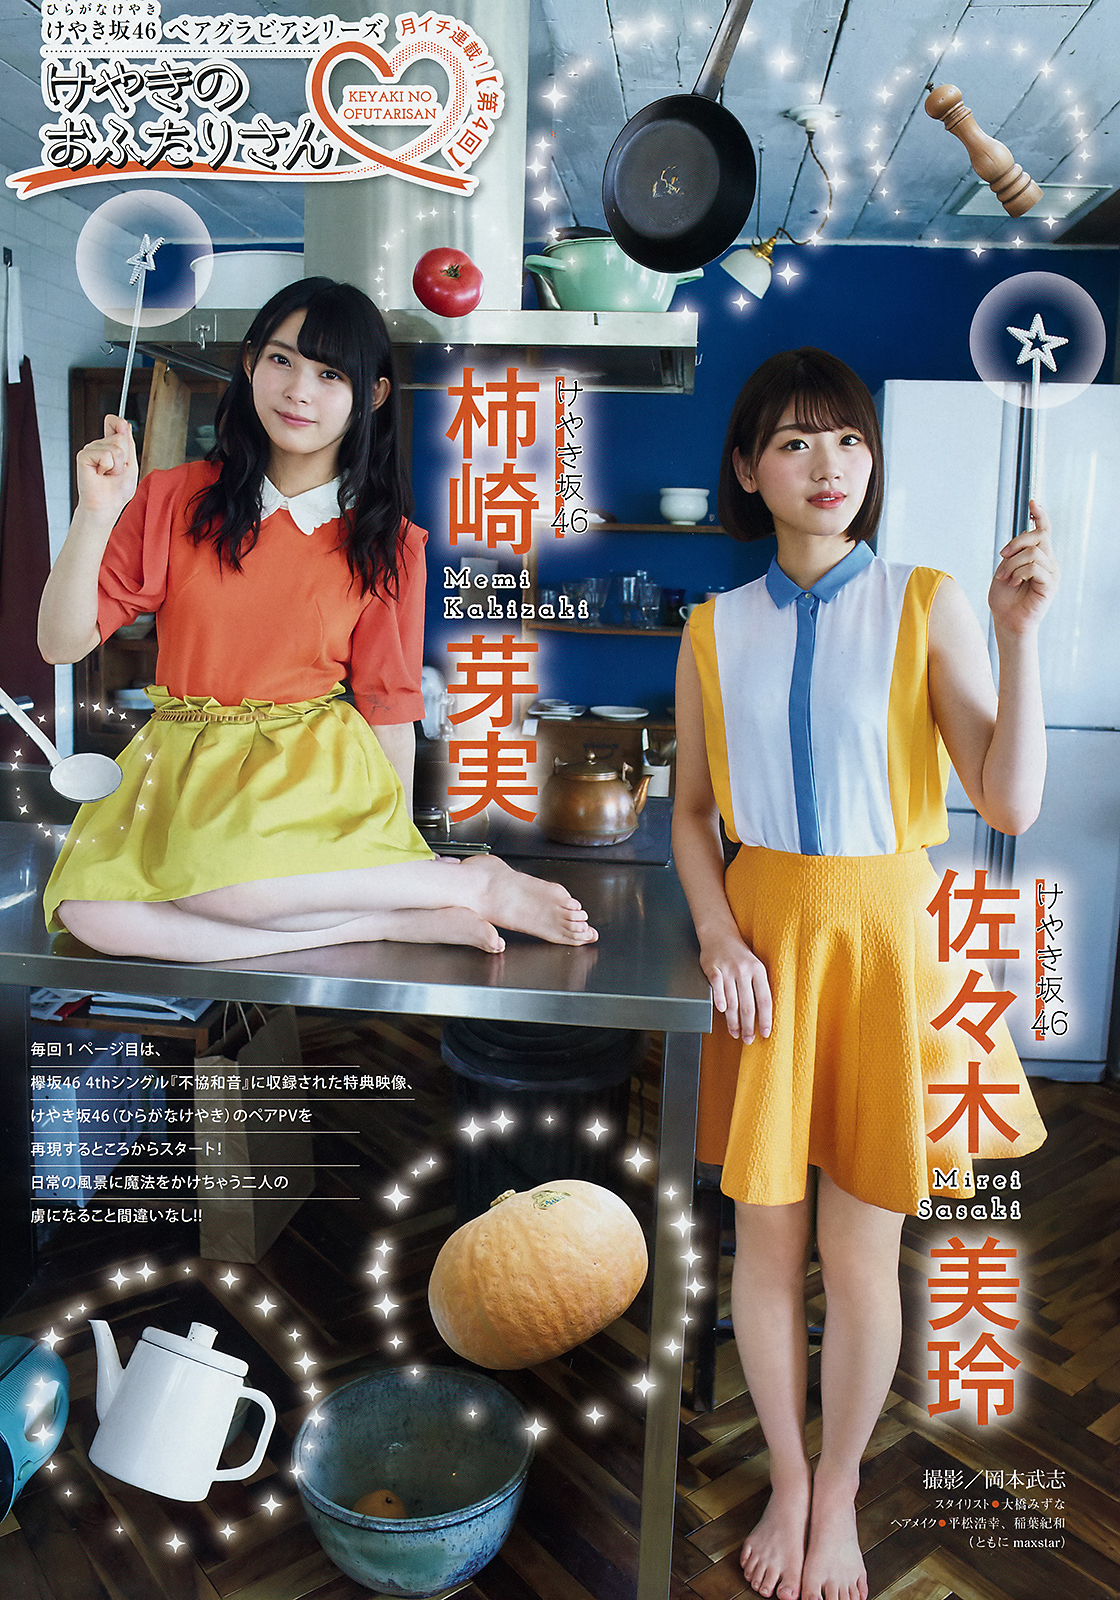 ひらがなけやき
けやき坂46 ペアグラビアシリーズ
月イチ連載!【第4回】
けやきの
おふたりさん
KEYAKI NO
OFUTARISAN
けやき坂46
柿崎
Memi
Kakizaki
芽実
けやき坂46
佐々木
Mirei
Sasaki
美玲
毎回1ページ目は、
欅坂46 4thシングル『不協和音』に収録された特典映像、
けやき坂46(ひらがなけやき)のペアPVを
再現するところからスタート!
日常の風景に魔法をかけちゃう二人の
虜になること間違いなし!!
撮影／岡本武志
スタイリスト●大橋みずな
ヘアメイク●平松浩幸、稲葉紀和
(ともに maxstar)